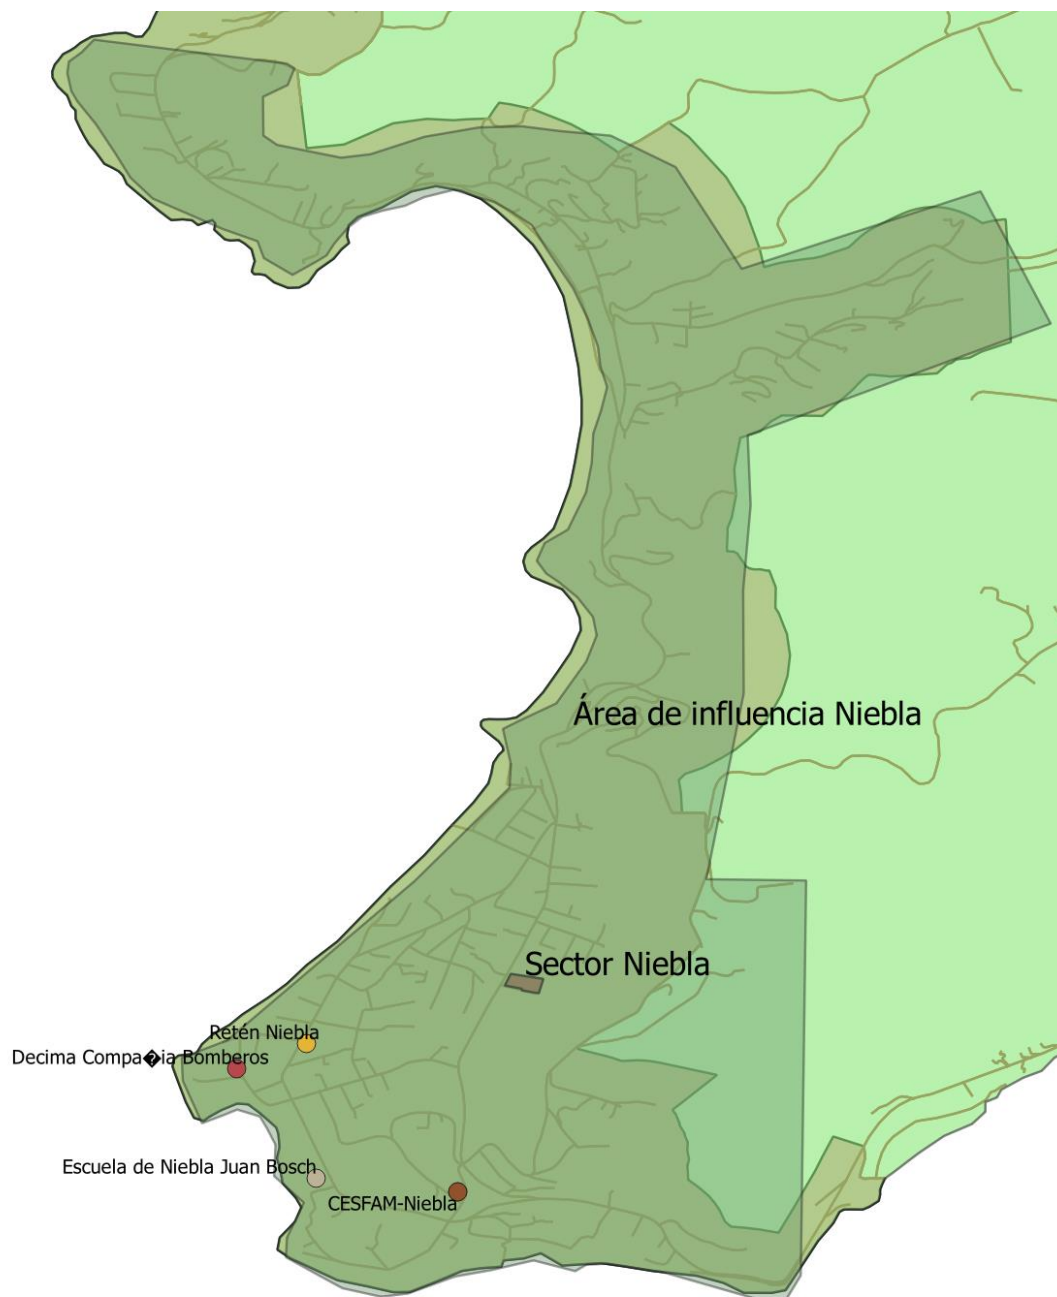 Área de influencia Niebla
Sector Niebla
Retén Niebla
Decima Compa�ia Bomberos
Escuela de Niebla Juan Bosch
CESFAM-Niebla